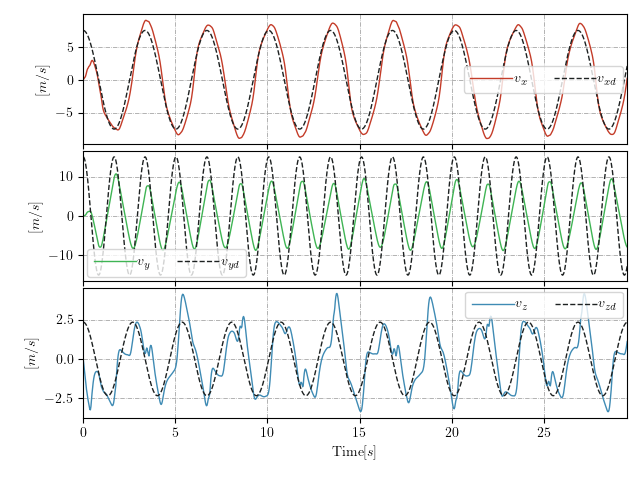 5
0
−5
[m/s]
v_x v_{xd}
10
0
−10
[m/s]
v_y v_{yd}
2.5
0.0
−2.5
[m/s]
v_z v_{zd}
0 5 10 15 20 25
Time[s]